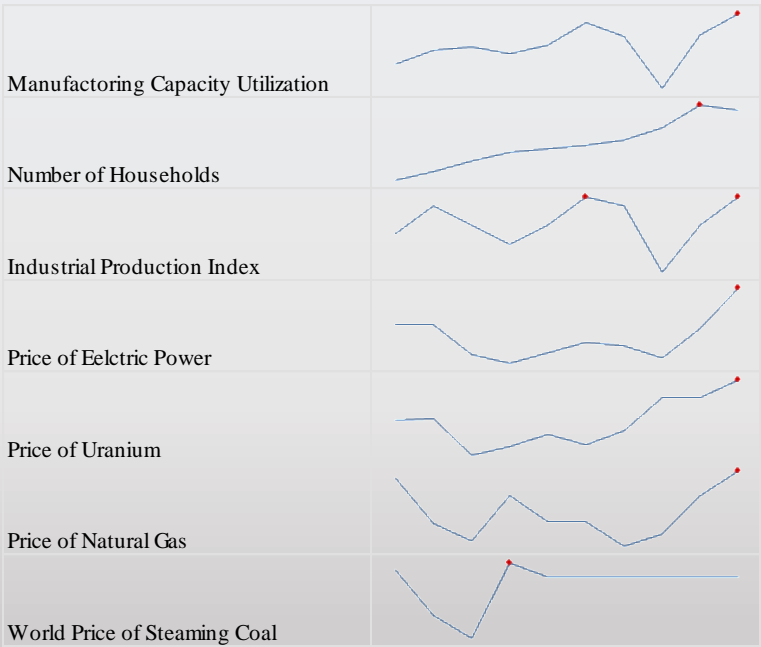 Manufactoring Capacity Utilization
Number of Households
Industrial Production Index
Price of Eelctric Power
Price of Uranium
Price of Natural Gas
World Price of Steaming Coal